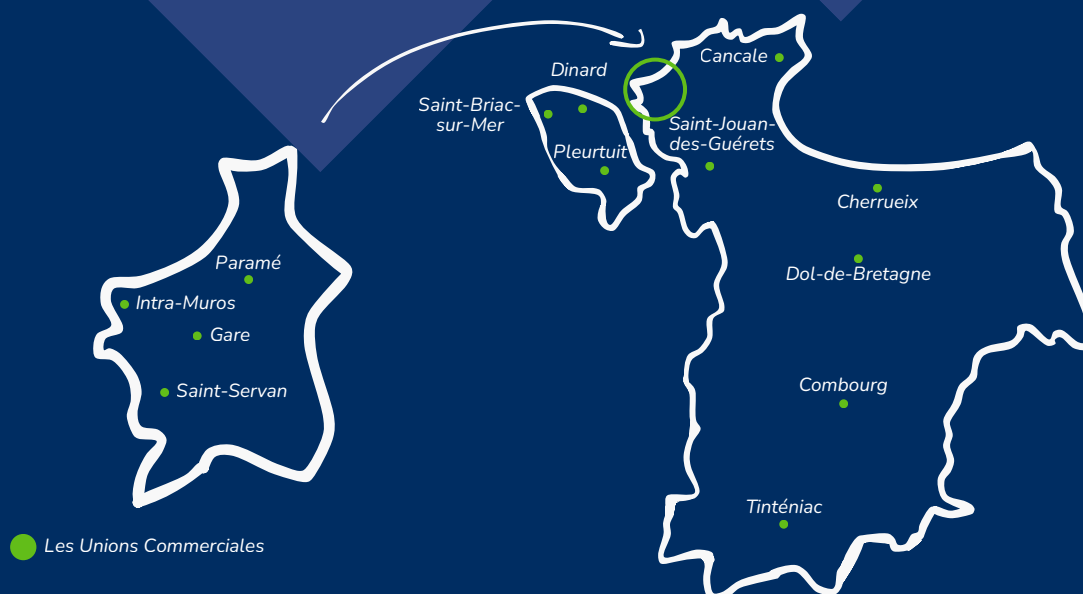 Cancale
Dinard
Saint-Briac-
sur-Mer
Saint-Jouan-
des-Guérets
Pleurtuit
Cherrueix
Paramé
Dol-de-Bretagne
Intra-Muros
Gare
Saint-Servan
Combourg
Tinténiac
Les Unions Commerciales